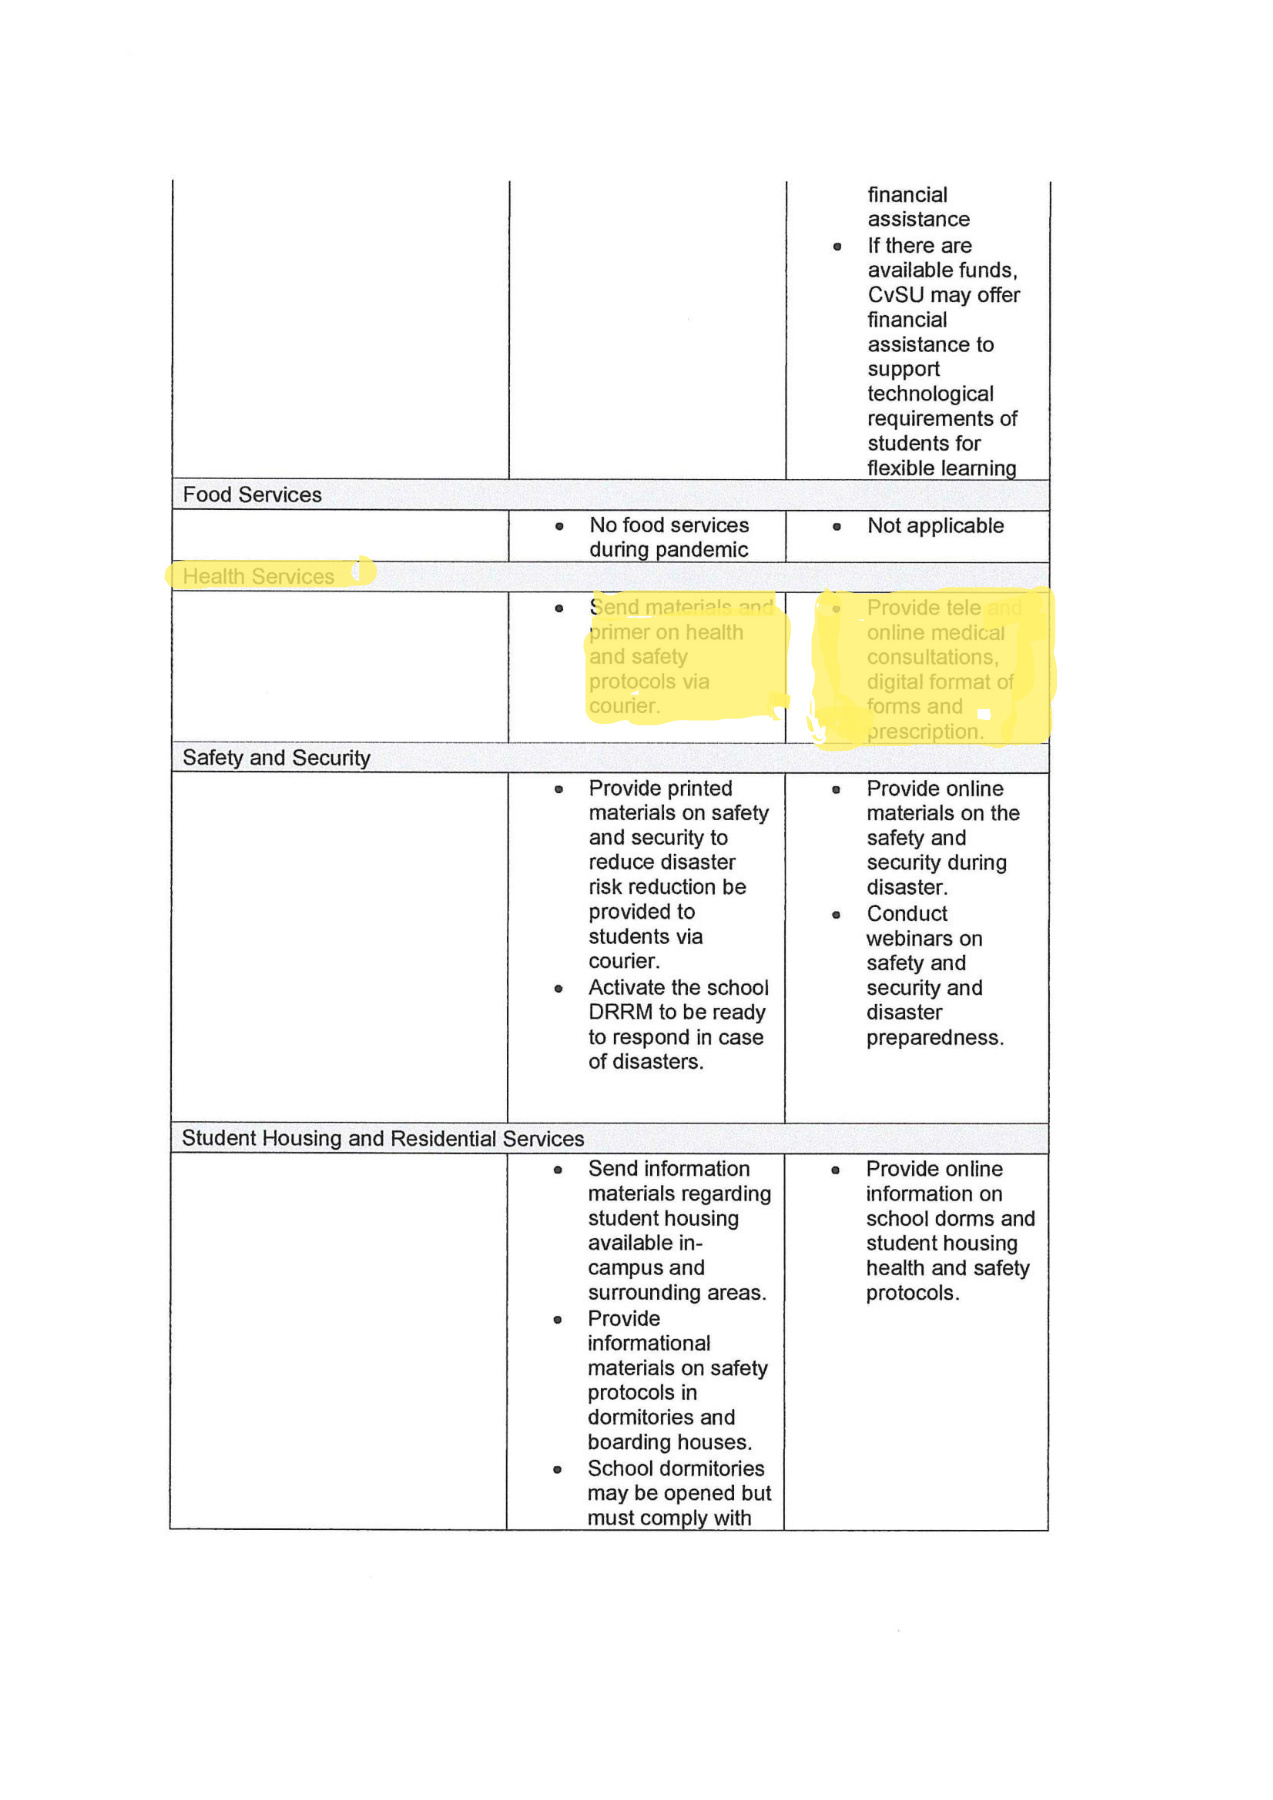 financial
assistance
• If there are
available funds,
CvSU may offer
financial
assistance to
support
technological
requirements of
students for
flexible learning
Food Services
• No food services
during pandemic
• Not applicable
Health Services
• Send materials and
primer on health
and safety
protocols via
courier.
• Provide tele and
online medical
consultations,
digital format of
forms and
prescription.
Safety and Security
• Provide printed
materials on safety
and security to
reduce disaster
risk reduction be
provided to
students via
courier.
• Activate the school
DRRM to be ready
to respond in case
of disasters.
• Provide online
materials on the
safety and
security during
disaster.
• Conduct
webinars on
safety and
security and
disaster
preparedness.
Student Housing and Residential Services
• Send information
materials regarding
student housing
available in-
campus and
surrounding areas.
• Provide
informational
materials on safety
protocols in
dormitories and
boarding houses.
• School dormitories
may be opened but
must comply with
• Provide online
information on
school dorms and
student housing
health and safety
protocols.